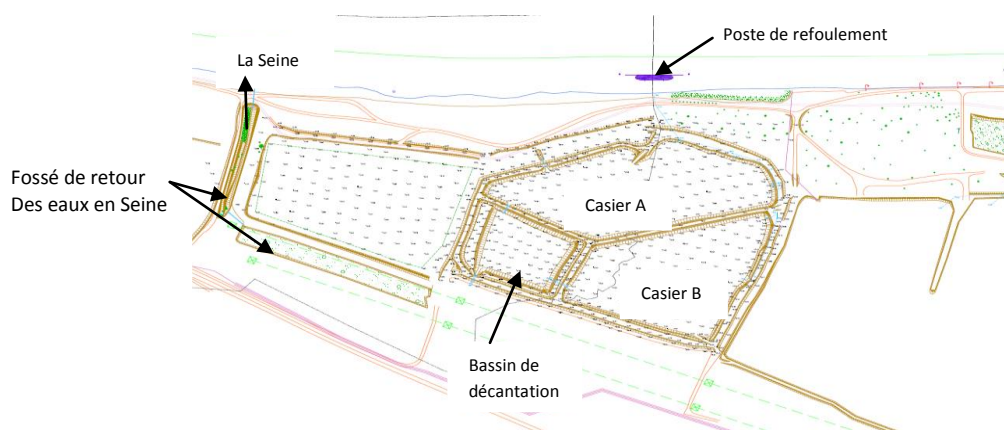 Poste de refoulement
La Seine
Fossé de retour
Des eaux en Seine
Casier A
Casier B
Bassin de
décantation